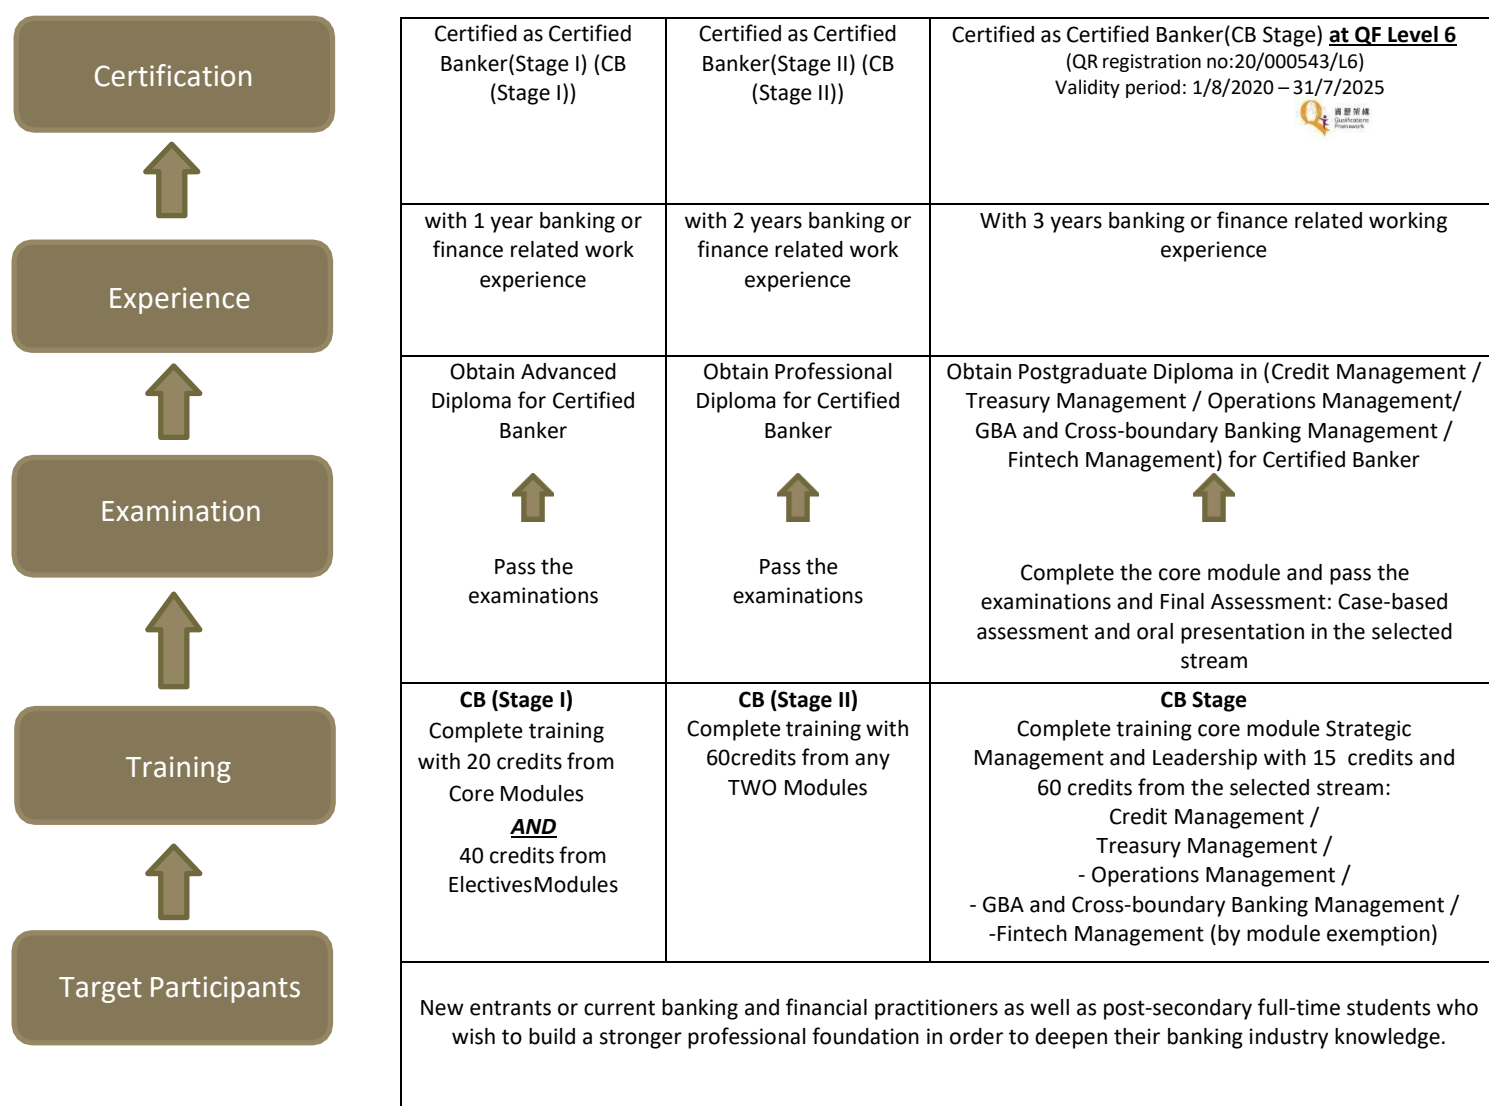 Certification
Certified as Certified
Banker(Stage I) (CB
(Stage I))
Certified as Certified
Banker(Stage II) (CB
(Stage II))
Certified as Certified Banker(CB Stage) at QF Level 6
(QR registration no:20/000543/L6)
Validity period: 1/8/2020 – 31/7/2025
資歷架構
Qualifications
Framework
Experience
with 1 year banking or
finance related work
experience
with 2 years banking or
finance related work
experience
With 3 years banking or finance related working
experience
Examination
Obtain Advanced
Diploma for Certified
Banker
Pass the
examinations
Obtain Professional
Diploma for Certified
Banker
Pass the
examinations
Obtain Postgraduate Diploma in (Credit Management /
Treasury Management / Operations Management/
GBA and Cross-boundary Banking Management /
Fintech Management) for Certified Banker
Complete the core module and pass the
examinations and Final Assessment: Case-based
assessment and oral presentation in the selected
stream
Training
CB (Stage I)
Complete training
with 20 credits from
Core Modules
AND
40 credits from
ElectivesModules
CB (Stage II)
Complete training with
60credits from any
TWO Modules
CB Stage
Complete training core module Strategic
Management and Leadership with 15 credits and
60 credits from the selected stream:
Credit Management /
Treasury Management /
- Operations Management /
- GBA and Cross-boundary Banking Management /
-Fintech Management (by module exemption)
Target Participants
New entrants or current banking and financial practitioners as well as post-secondary full-time students who
wish to build a stronger professional foundation in order to deepen their banking industry knowledge.